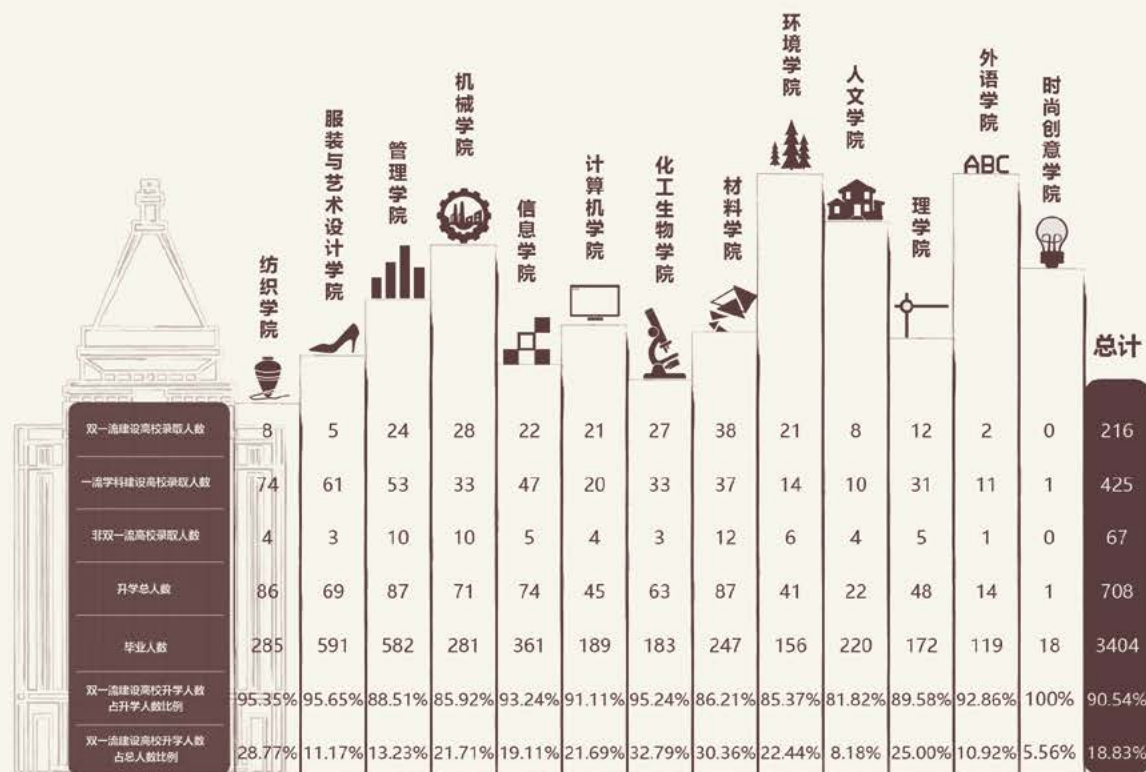 纺织学院
服装与艺术设计学院
管理学院
机械学院
信息学院
计算机学院
化工生物学院
材料学院
环境学院
人文学院
理学院
外语学院
ABC
时尚创意学院
总计
双一流建设高校录取人数 8 5 24 28 22 21 27 38 21 8 12 2 0 216
一流学科建设高校录取人数 74 61 53 33 47 20 33 37 14 10 31 11 1 425
非双一流高校录取人数 4 3 10 10 5 4 3 12 6 4 5 1 0 67
升学总人数 86 69 87 71 74 45 63 87 41 22 48 14 1 708
毕业人数 285 591 582 281 361 189 183 247 156 220 172 119 18 3404
双一流建设高校升学人数
占升学人数比例 95.35% 95.65% 88.51% 85.92% 93.24% 91.11% 95.24% 86.21% 85.37% 81.82% 89.58% 92.86% 100% 90.54%
双一流建设高校升学人数
占总人数比例 28.77% 11.17% 13.23% 21.71% 19.11% 21.69% 32.79% 30.36% 22.44% 8.18% 25.00% 10.92% 5.56% 18.83%